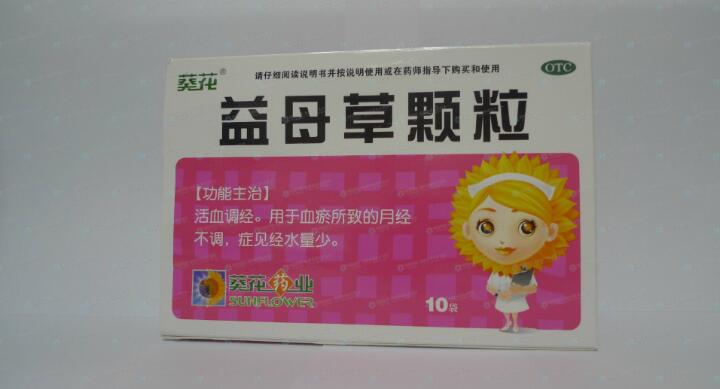 葵花®
请仔细阅读说明书并按说明使用或在药师指导下购买和使用
OTC
益母草颗粒
【功能主治】
活血调经。用于血瘀所致的月经
不调，症见经水量少。
葵花药业
SUNFLOWER
10袋